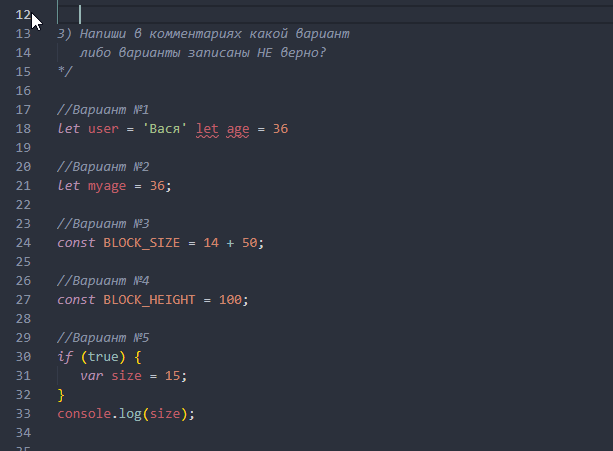 12
13 3) Напиши в комментариях какой вариант
14 либо варианты записаны НЕ верно?
15 */
16
17 //Вариант №1
18 let user = 'Вася' let age = 36
19
20 //Вариант №2
21 let myage = 36;
22
23 //Вариант №3
24 const BLOCK_SIZE = 14 + 50;
25
26 //Вариант №4
27 const BLOCK_HEIGHT = 100;
28
29 //Вариант №5
30 if (true) {
31 var size = 15;
32 }
33 console.log(size);
34